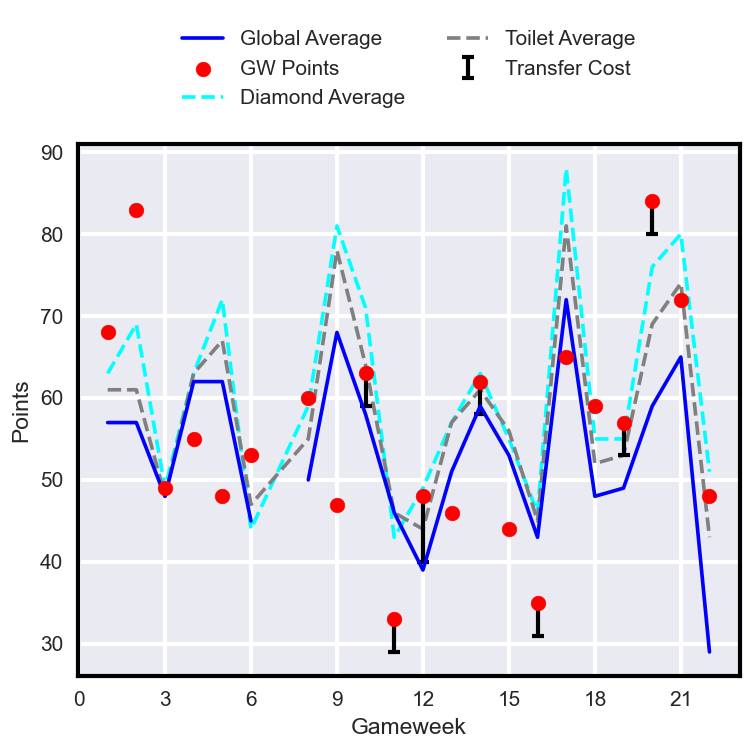 Global Average
GW Points
Diamond Average
Toilet Average
Transfer Cost
90
80
70
60
50
40
30
Points
0 3 6 9 12 15 18 21
Gameweek